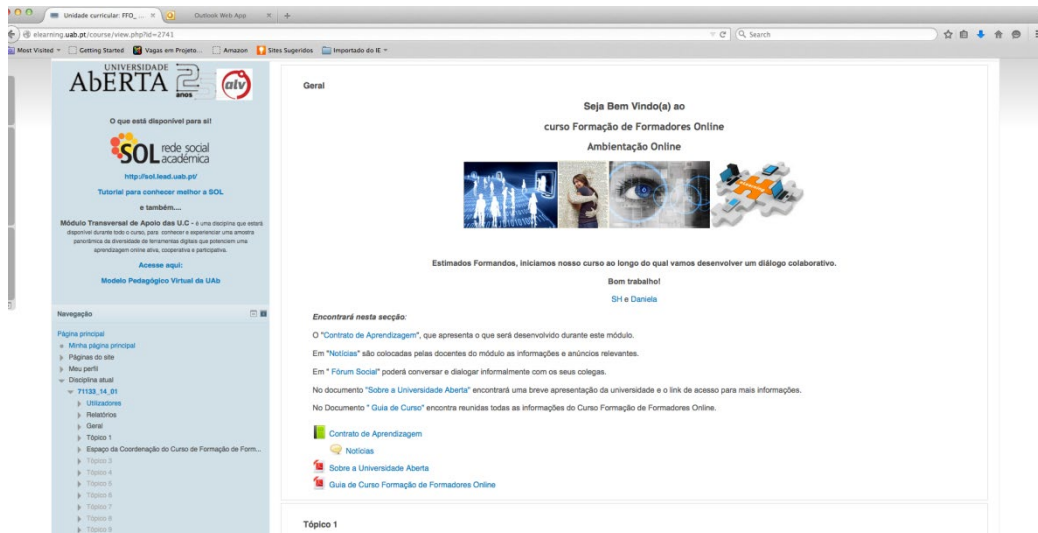 Unidade curricular: FFO_ ...
Outlook Web App
elearning.uab.pt/course/view.php?id=2741
Search
Most Visited
Getting Started
Vagas em Projeto...
Amazon
Sites Sugeridos
Importado do IE
UNIVERSIDADE
AbERTA 25
anos
alv
O que está disponível para si!
SOL rede social
académica
http://sol.lead.uab.pt/
Tutorial para conhecer melhor a SOL
e também....
Módulo Transversal de Apoio das U.C - é uma disciplina que estará
disponível durante todo o curso, para conhecer e experenciar uma amostra
panorâmica da diversidade de ferramentas digitais que potenciam uma
aprendizagem online ativa, cooperativa e participativa.
Acesse aqui:
Modelo Pedagógico Virtual da UAb
Navegação
Página principal
Minha página principal
Páginas do site
Meu perfil
Disciplina atual
71133_14_01
Utilizadores
Relatórios
Geral
Tópico 1
Espaço da Coordenação do Curso de Formação de Form...
Tópico 3
Tópico 4
Tópico 5
Tópico 6
Tópico 7
Tópico 8
Tópico 9
Geral
Seja Bem Vindo(a) ao
curso Formação de Formadores Online
Ambientação Online
Estimados Formandos, iniciamos nosso curso ao longo do qual vamos desenvolver um diálogo colaborativo.
Bom trabalho!
SH e Daniela
Encontrará nesta secção:
O "Contrato de Aprendizagem", que apresenta o que será desenvolvido durante este módulo.
Em "Notícias" são colocadas pelas docentes do módulo as informações e anúncios relevantes.
Em " Fórum Social" poderá conversar e dialogar informalmente com os seus colegas.
No documento "Sobre a Universidade Aberta" encontrará uma breve apresentação da universidade e o link de acesso para mais informações.
No Documento " Guia de Curso" encontra reunidas todas as informações do Curso Formação de Formadores Online.
Contrato de Aprendizagem
Notícias
Sobre a Universidade Aberta
Guia de Curso Formação de Formadores Online
Tópico 1